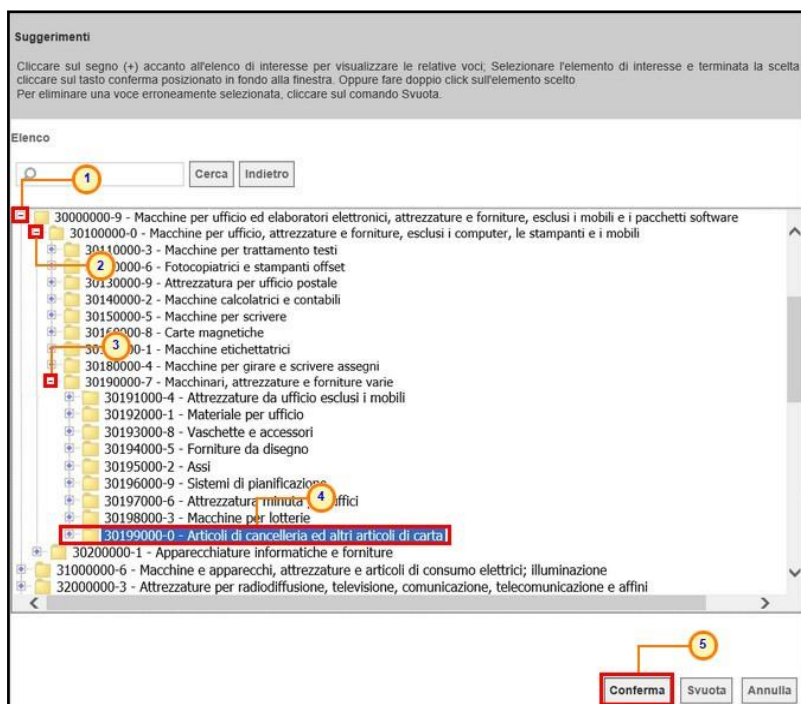 Suggerimenti
Cliccare sul segno (+) accanto all'elenco di interesse per visualizzare le relative voci; Selezionare l'elemento di interesse e terminata la scelta
cliccare sul tasto conferma posizionato in fondo alla finestra. Oppure fare doppio click sull'elemento scelto
Per eliminare una voce erroneamente selezionata, cliccare sul comando Svuota.
Elenco
1
Cerca Indietro
30000000-9 - Macchine per ufficio ed elaboratori elettronici, attrezzature e forniture, esclusi i mobili e i pacchetti software
30100000-0 - Macchine per ufficio, attrezzature e forniture, esclusi i computer, le stampanti e i mobili
30110000-3 - Macchine per trattamento testi
2
0000-6 - Fotocopiatrici e stampanti offset
30130000-9 - Attrezzatura per ufficio postale
30140000-2 - Macchine calcolatrici e contabili
30150000-5 - Macchine per scrivere
30160000-8 - Carte magnetiche
3
0-1 - Macchine etichettatrici
30180000-4 - Macchine per girare e scrivere assegni
30190000-7 - Macchinari, attrezzature e forniture varie
30191000-4 - Attrezzature da ufficio esclusi i mobili
30192000-1 - Materiale per ufficio
30193000-8 - Vaschette e accessori
30194000-5 - Forniture da disegno
30195000-2 - Assi
30196000-9 - Sistemi di pianificazione
30197000-6 - Attrezzatura minuta 4 uffici
30198000-3 - Macchine per lotterie
30199000-0 - Articoli di cancelleria ed altri articoli di carta
30200000-1 - Apparecchiature informatiche e forniture
31000000-6 - Macchine e apparecchi, attrezzature e articoli di consumo elettrici; illuminazione
32000000-3 - Attrezzature per radiodiffusione, televisione, comunicazione, telecomunicazione e affini
5
Conferma Svuota Annulla